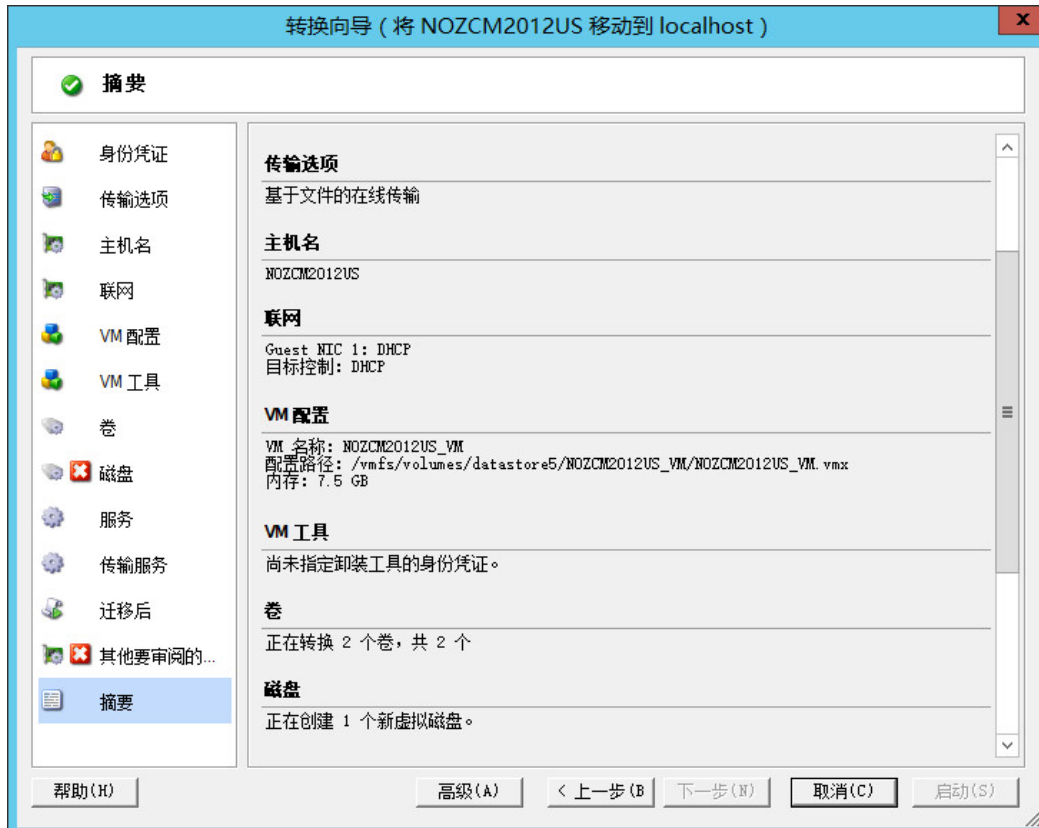 转换向导 ( 将 NOZCM2012US 移动到 localhost )
x
摘要
身份凭证
传输选项
主机名
联网
VM 配置
VM 工具
卷
磁盘
服务
传输服务
迁移后
其他要审阅的...
摘要
传输选项
基于文件的在线传输
主机名
NOZCM2012US
联网
Guest NIC 1: DHCP
目标控制: DHCP
VM 配置
VM 名称: NOZCM2012US_VM
配置路径: /vmfs/volumes/datastore5/NOZCM2012US_VM/NOZCM2012US_VM.vmx
内存: 7.5 GB
VM 工具
尚未指定卸装工具的身份凭证。
卷
正在转换 2 个卷，共 2 个
磁盘
正在创建 1 个新虚拟磁盘。
帮助(H)
高级(A)
< 上一步(B
下一步(N)
取消(C)
启动(S)